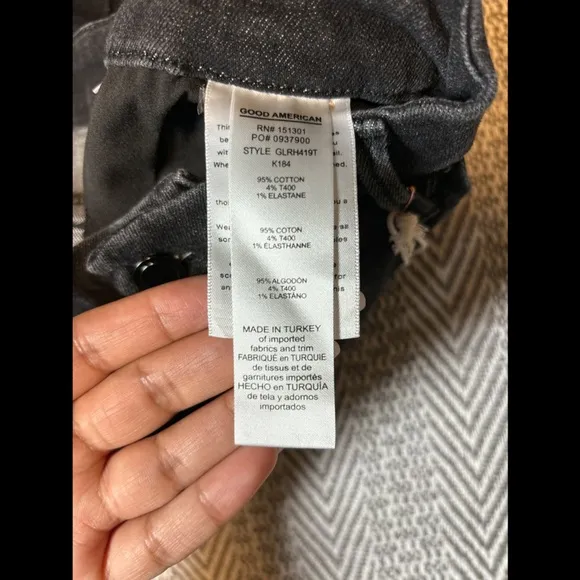 GOOD AMERICAN
RN# 151301
PO# 0937900
STYLE GLRH419T
K184
95% COTTON
4% T400
1% ELASTANE
95% COTON
4% T400
1% ELASTHANNE
95% ALGODÓN
4% T400
1% ELASTANO
MADE IN TURKEY
of imported
fabrics and trim
FABRIQUÉ en TURQUIE
de tissus et de
garnitures importés
HECHO en TURQUÍA
de tela y adornos
importados